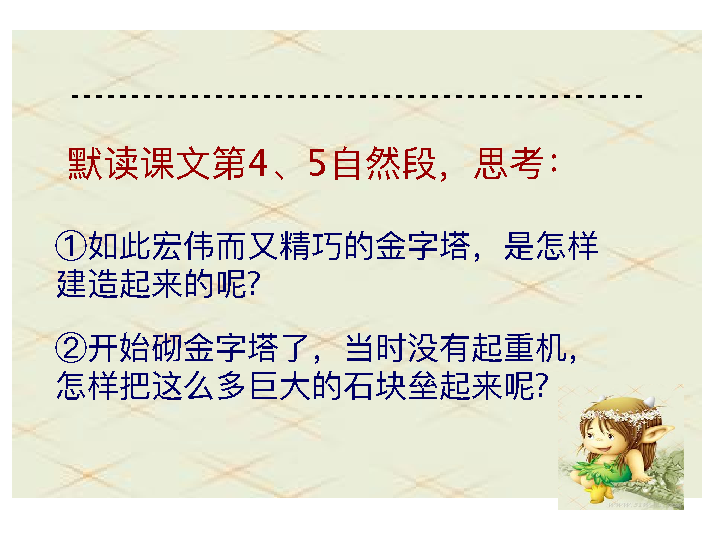 默读课文第4、5自然段，思考：
①如此宏伟而又精巧的金字塔，是怎样
建造起来的呢?
②开始砌金字塔了，当时没有起重机，
怎样把这么多巨大的石块垒起来呢?